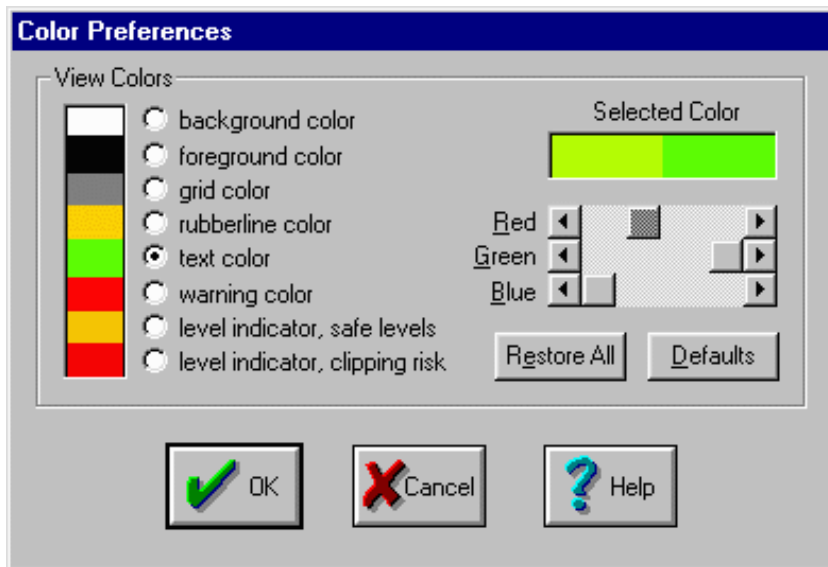 Color Preferences
View Colors
background color
foreground color
grid color
rubberline color
text color
warning color
level indicator, safe levels
level indicator, clipping risk
Selected Color
Red
Green
Blue
Restore All
Defaults
OK
Cancel
Help